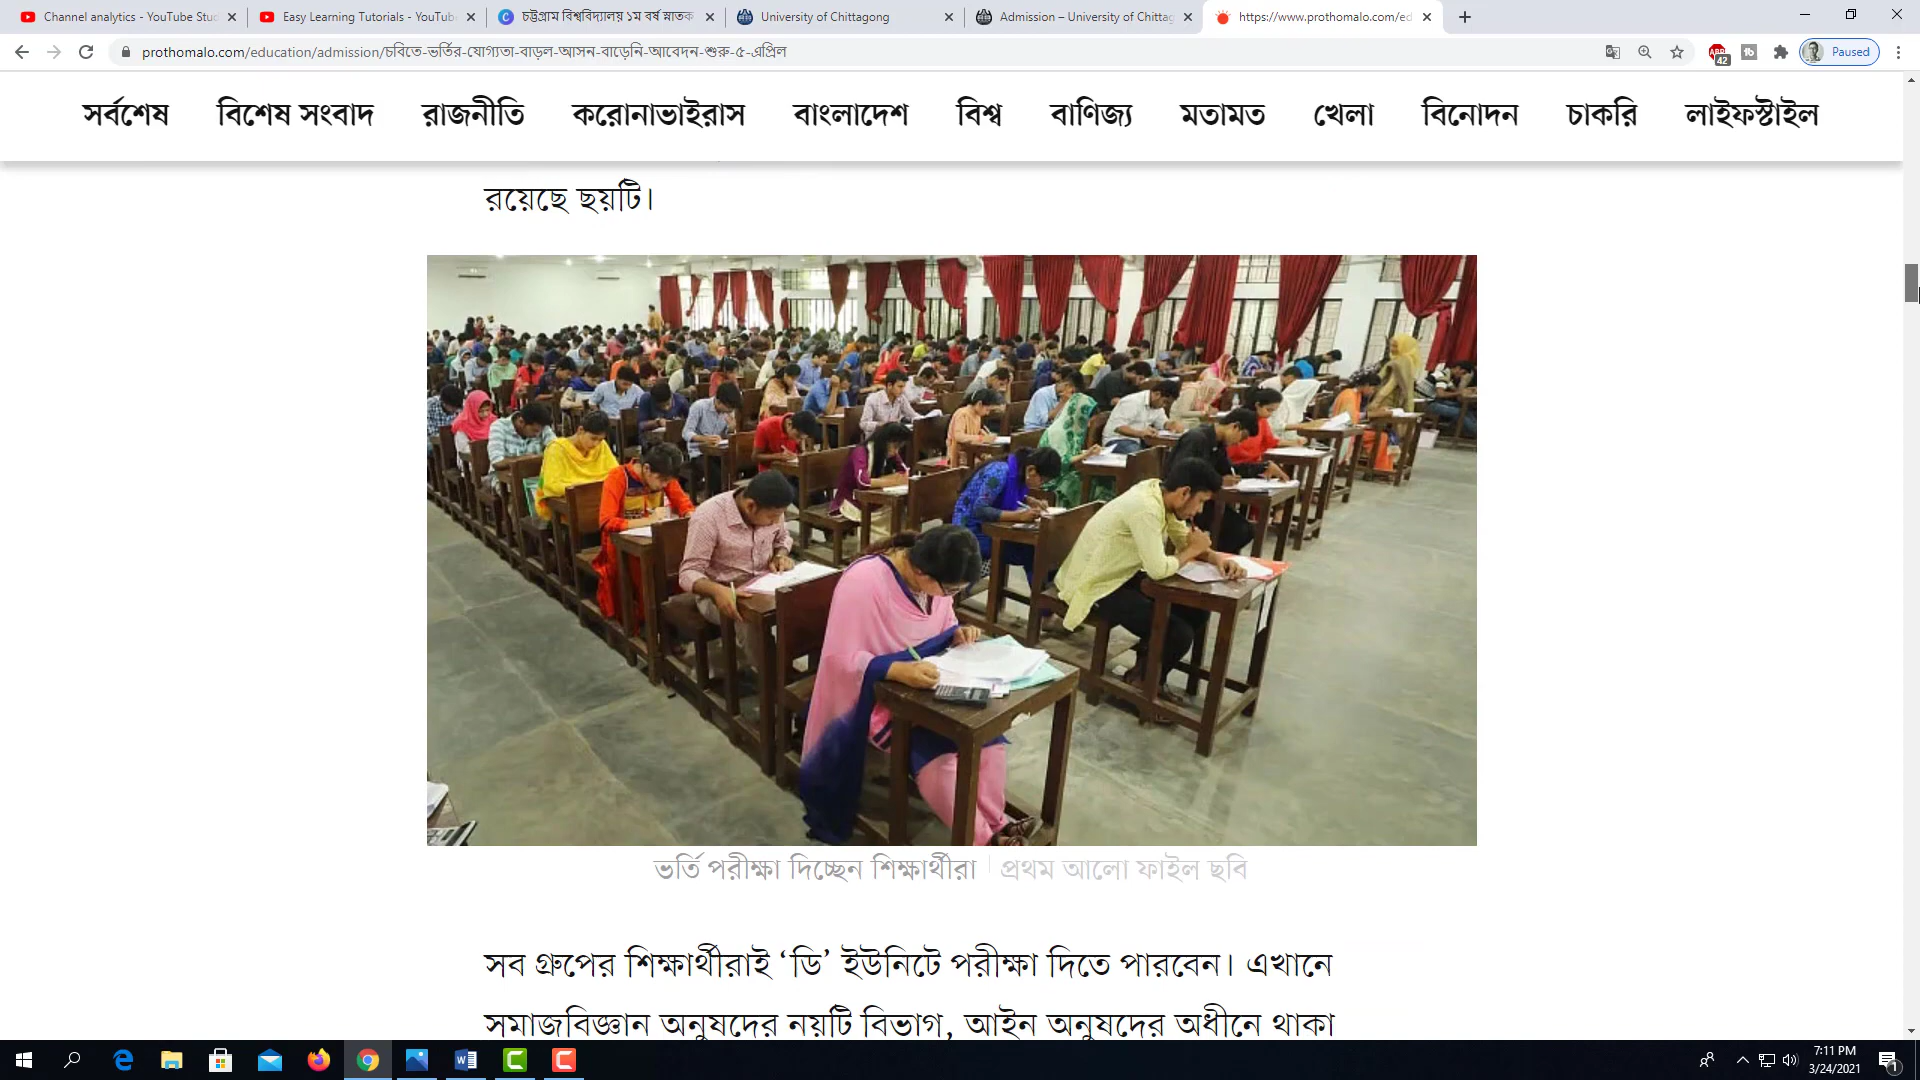 Channel analytics - YouTube Stu
Easy Learning Tutorials - YouTub
চট্টগ্রাম বিশ্ববিদ্যালয় ১ম বর্ষ স্নাতক
University of Chittagong
Admission – University of Chittag
https://www.prothomalo.com/ed
prothomalo.com/education/admission/চবিতে-ভর্তির-যোগ্যতা-বাড়ল-আসন-বাড়েনি-আবেদন-শুরু-৫-এপ্রিল
42
Paused
সর্বশেষ বিশেষ সংবাদ রাজনীতি করোনাভাইরাস বাংলাদেশ বিশ্ব বাণিজ্য মতামত খেলা বিনোদন চাকরি লাইফস্টাইল
রয়েছে ছয়টি।
ভর্তি পরীক্ষা দিচ্ছেন শিক্ষার্থীরা | প্রথম আলো ফাইল ছবি
সব গ্রুপের শিক্ষার্থীরাই ‘ডি’ ইউনিটে পরীক্ষা দিতে পারবেন। এখানে
সমাজবিজ্ঞান অনুষদের নয়টি বিভাগ, আইন অনুষদের অধীনে থাকা
7:11 PM
3/24/2021
1